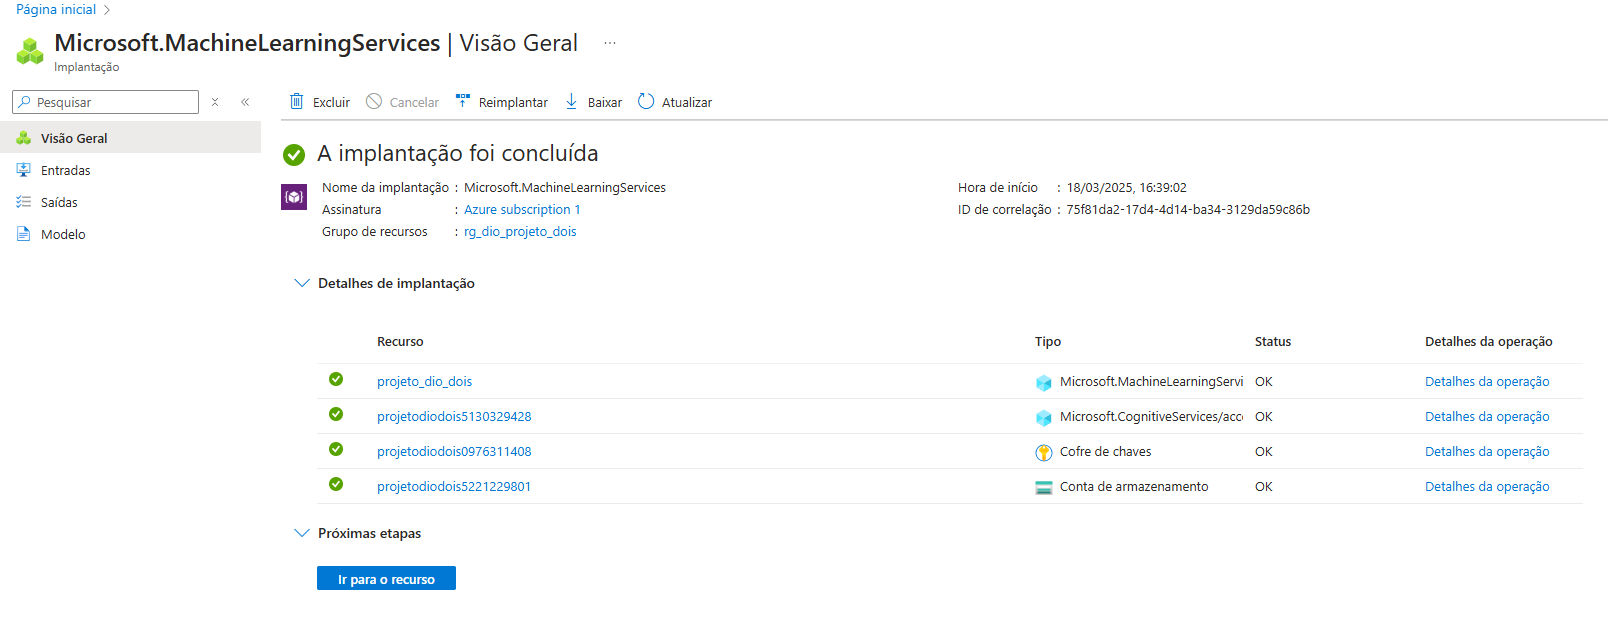 Página inicial
Microsoft.MachineLearningServices | Visão Geral ...
Implantação
Pesquisar
Excluir Cancelar Reimplantar Baixar Atualizar
Visão Geral
Entradas
Saídas
Modelo
A implantação foi concluída
Nome da implantação : Microsoft.MachineLearningServices
Assinatura : Azure subscription 1
Grupo de recursos : rg_dio_projeto_dois
Hora de início : 18/03/2025, 16:39:02
ID de correlação : 75f81da2-17d4-4d14-ba34-3129da59c86b
Detalhes de implantação
Recurso Tipo Status Detalhes da operação
projeto_dio_dois Microsoft.MachineLearningServi OK Detalhes da operação
projetodiodois5130329428 Microsoft.CognitiveServices/acc OK Detalhes da operação
projetodiodois0976311408 Cofre de chaves OK Detalhes da operação
projetodiodois5221229801 Conta de armazenamento OK Detalhes da operação
Próximas etapas
Ir para o recurso